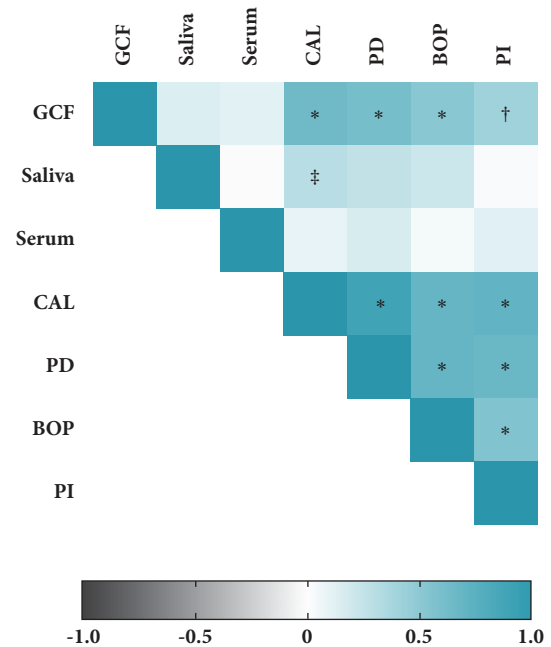 GCF Saliva Serum CAL PD BOP PI
GCF * * * †
Saliva ‡
Serum
CAL * * *
PD * *
BOP *
PI
-1.0 -0.5 0 0.5 1.0